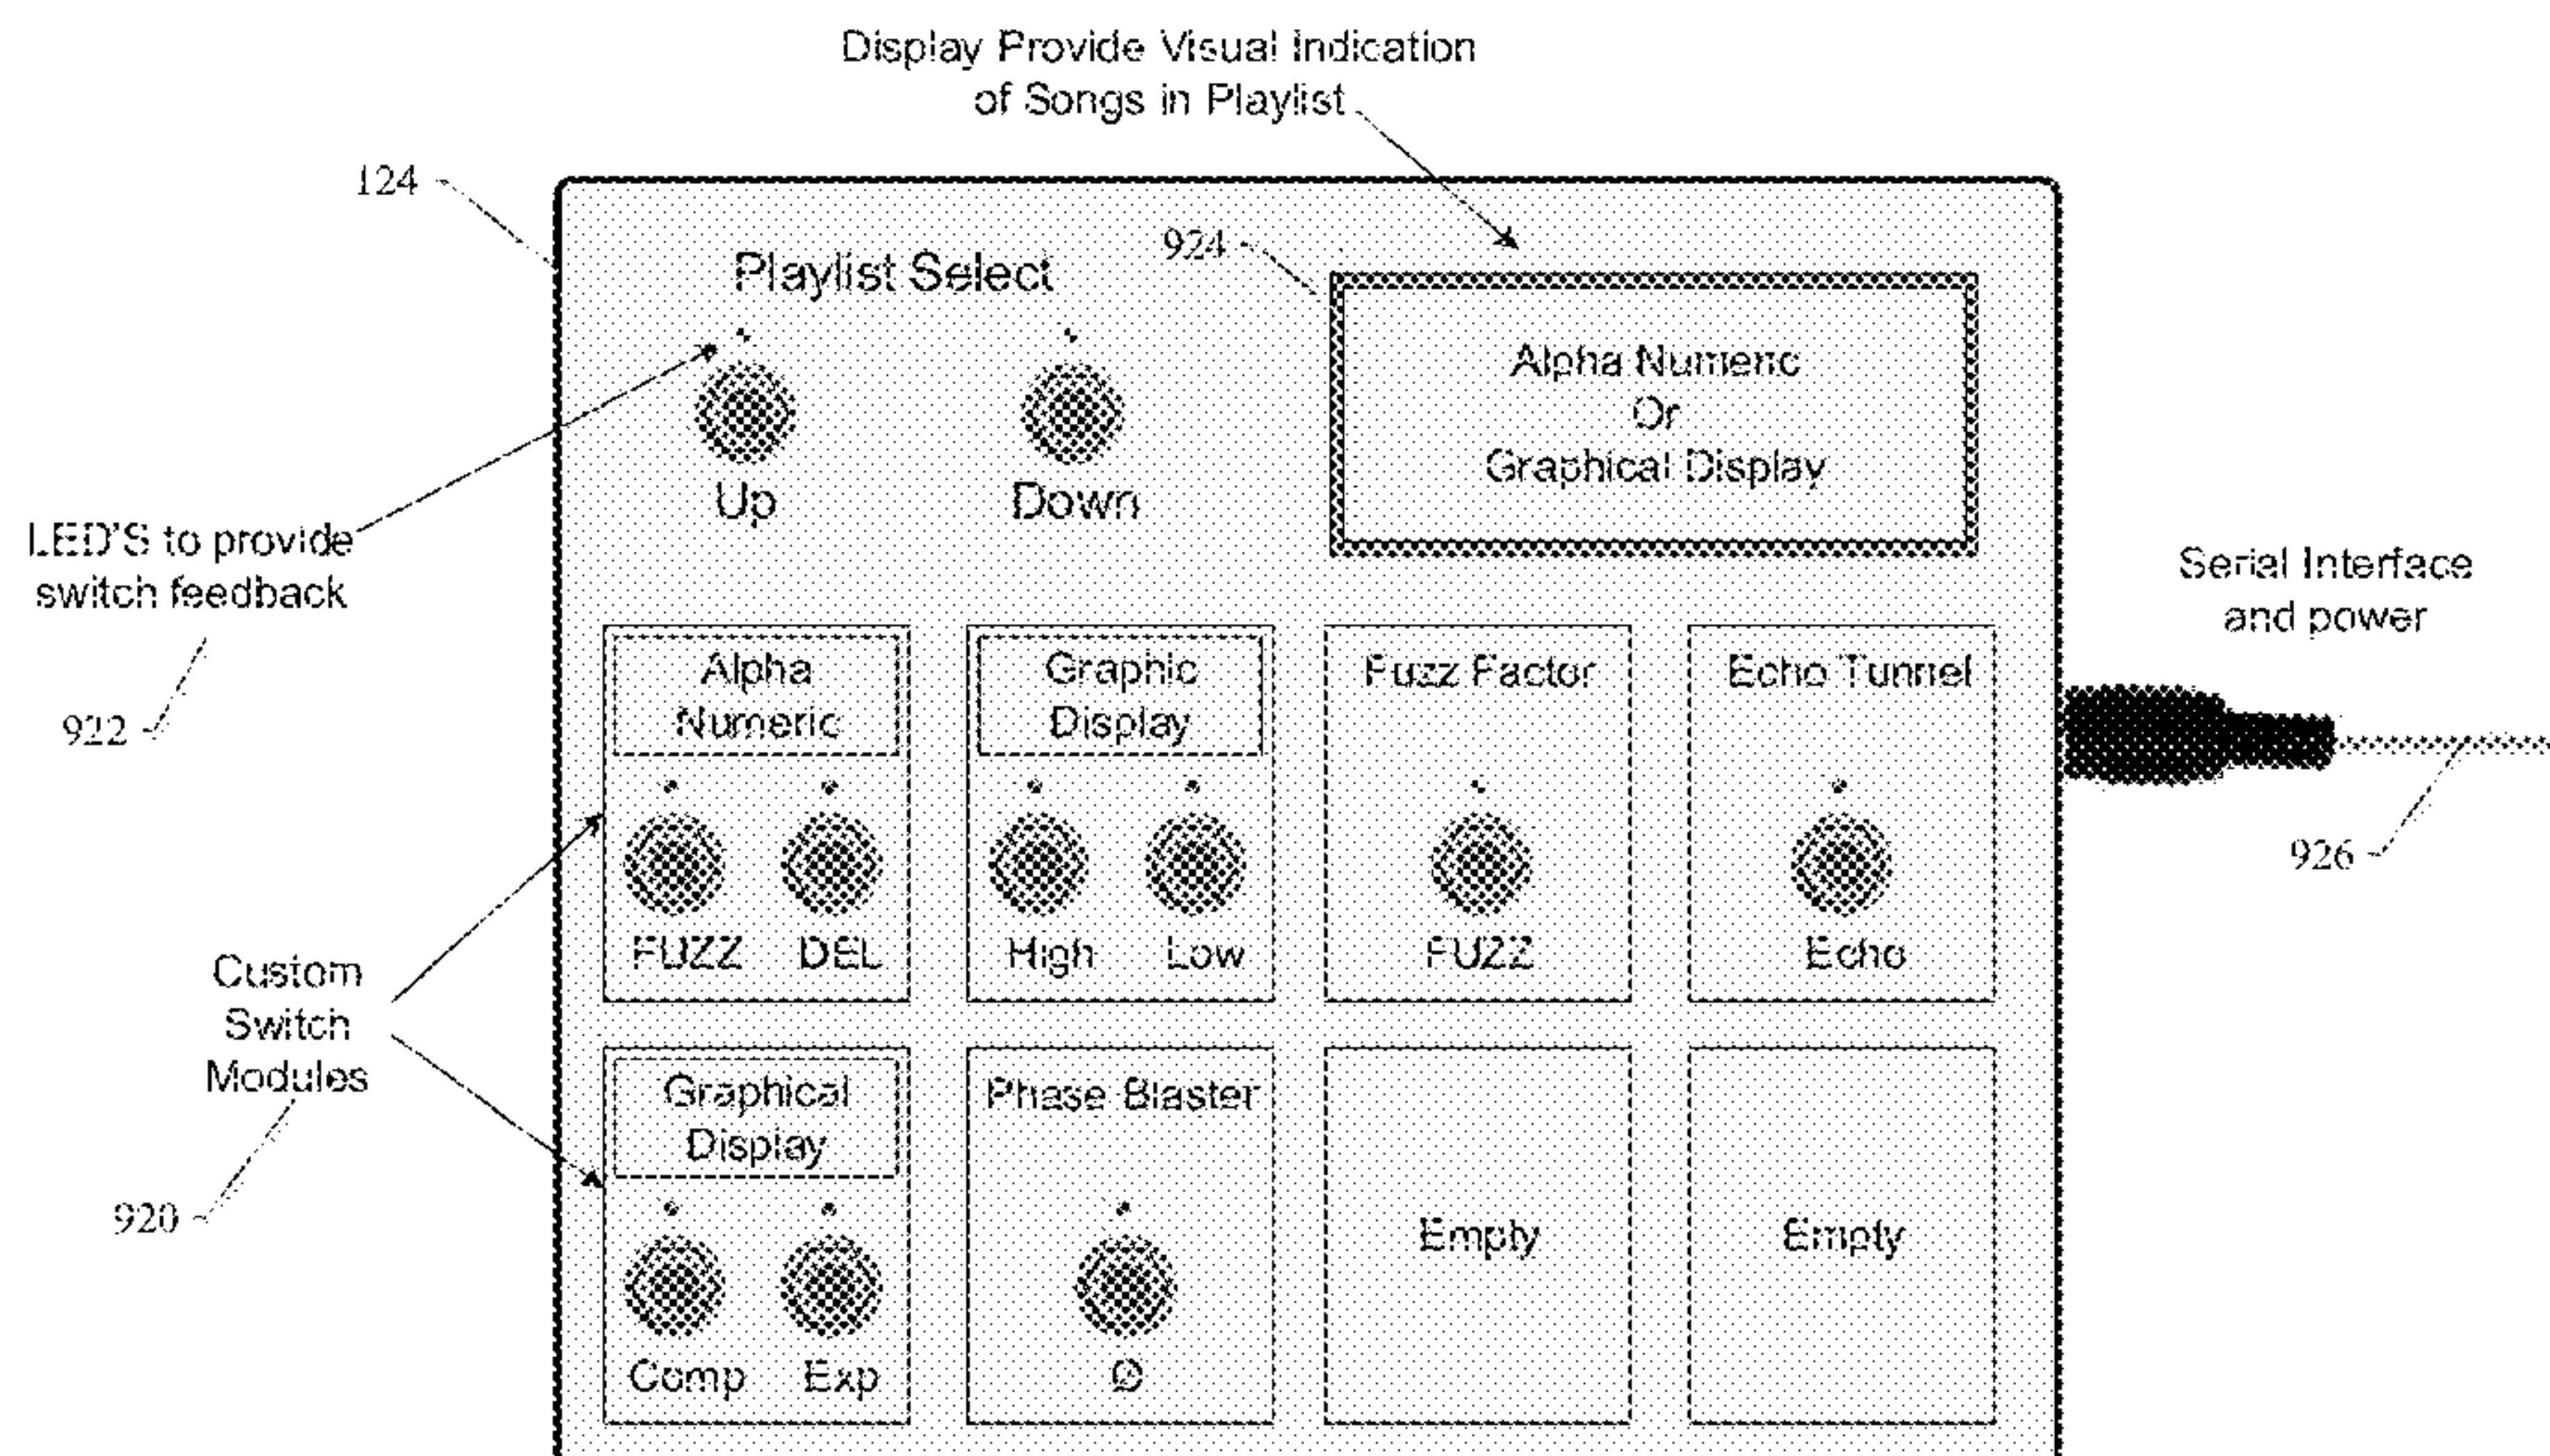 Display Provide Visual Indication
of Songs in Playlist
124
924
Playlist Select
Up
Down
Alpha Numeric
Or
Graphical Display
LED'S to provide
switch feedback
922
Serial Interface
and power
926
Alpha
Numeric
FUZZ DEL
Graphic
Display
High Low
Fuzz Factor
FUZZ
Echo Tunnel
Echo
Custom
Switch
Modules
920
Graphical
Display
Comp Exp
Phase Blaster
Ø
Empty
Empty